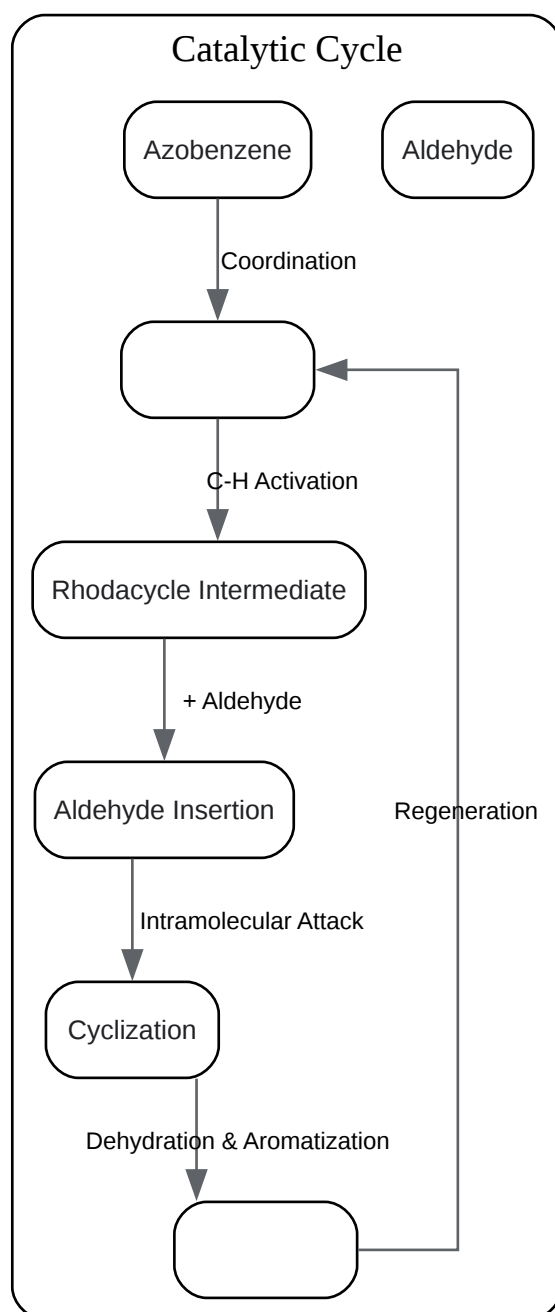 Catalytic Cycle
Azobenzene
Aldehyde
Coordination
C-H Activation
Rhodacycle Intermediate
+ Aldehyde
Aldehyde Insertion
Regeneration
Intramolecular Attack
Cyclization
Dehydration & Aromatization